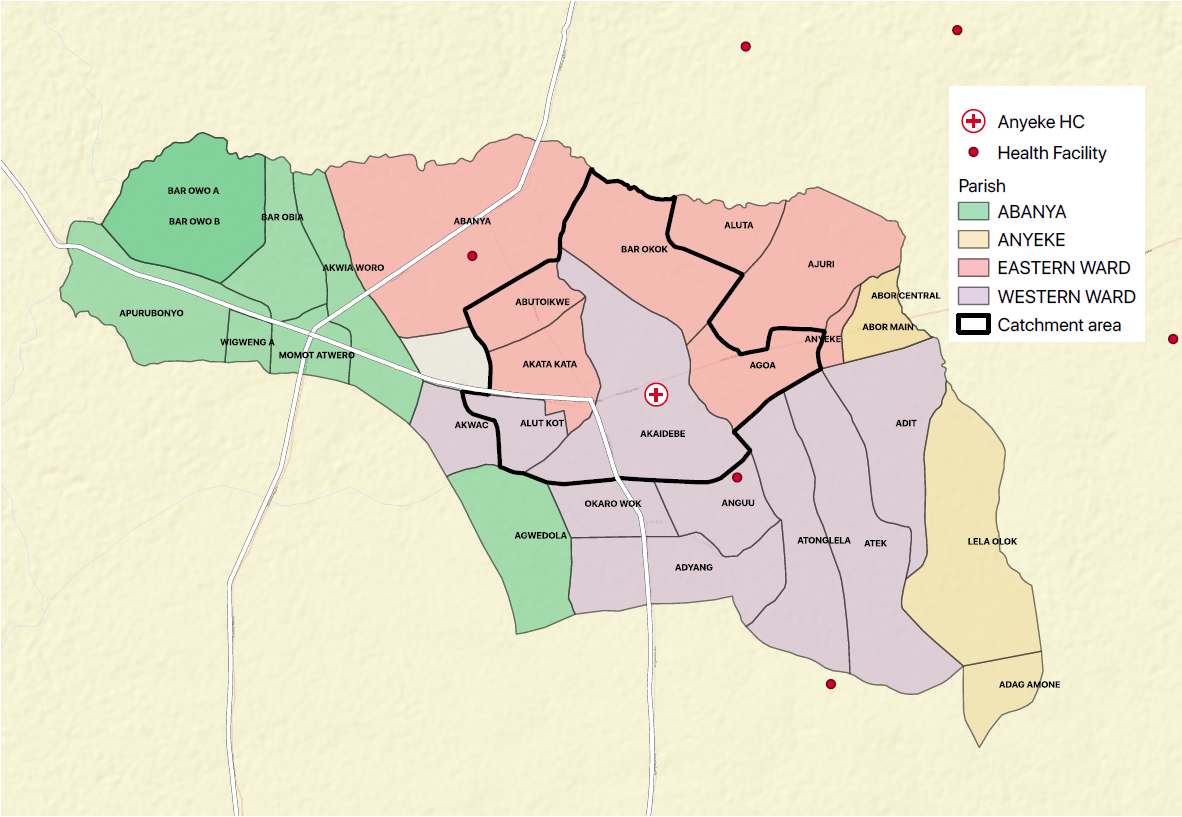 Anyeke HC
Health Facility
Parish
ABANYA
ANYEKE
EASTERN WARD
WESTERN WARD
Catchment area
BAR OWO A
BAR OWO B
BAR OBIA
ABANYA
ALUTA
BAR OKOK
AKWIA WORO
AJURI
ABOR CENTRAL
ABUTOIKWE
APURUBONYO
ABOR MAIN
WIGWENG A
ANYEKE
MOMOT ATWERO
AKATA KATA
AGOA
AKWAC
ALUT KOT
AKAIDEBE
ADIT
OKARO WOK
ANGUU
AGWEDOLA
ATONGLELA
ATEK
LELA OLOK
ADYANG
ADAG AMONE